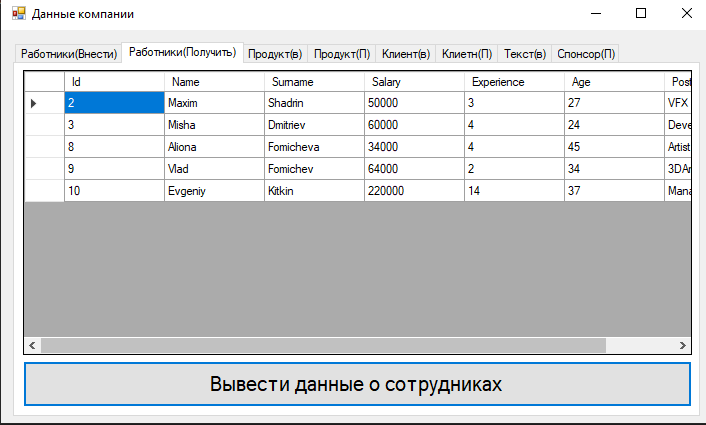 Данные компании
Работники(Внести) Работники(Получить) Продукт(в) Продукт(П) Клиент(в) Клиетн(П) Текст(в) Спонсор(П)
Id Name Surname Salary Experience Age Post
2 Maxim Shadrin 50000 3 27 VFX
3 Misha Dmitriev 60000 4 24 Deve
8 Aliona Fomicheva 34000 4 45 Artist
9 Vlad Fomichev 64000 2 34 3DAr
10 Evgeniy Kitkin 220000 14 37 Mana
Вывести данные о сотрудниках